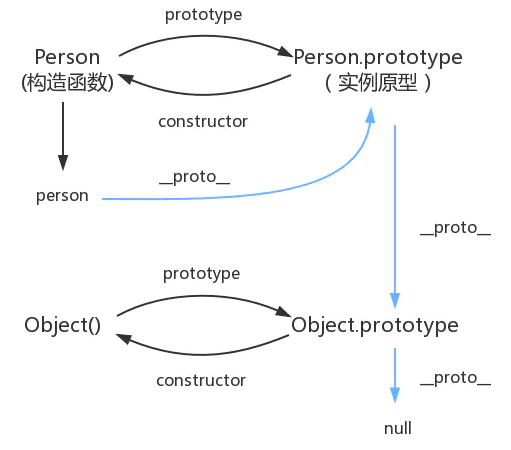 prototype
Person
(构造函数)
Person.prototype
（实例原型）
constructor
__proto__
person
__proto__
prototype
Object()
Object.prototype
constructor
__proto__
null